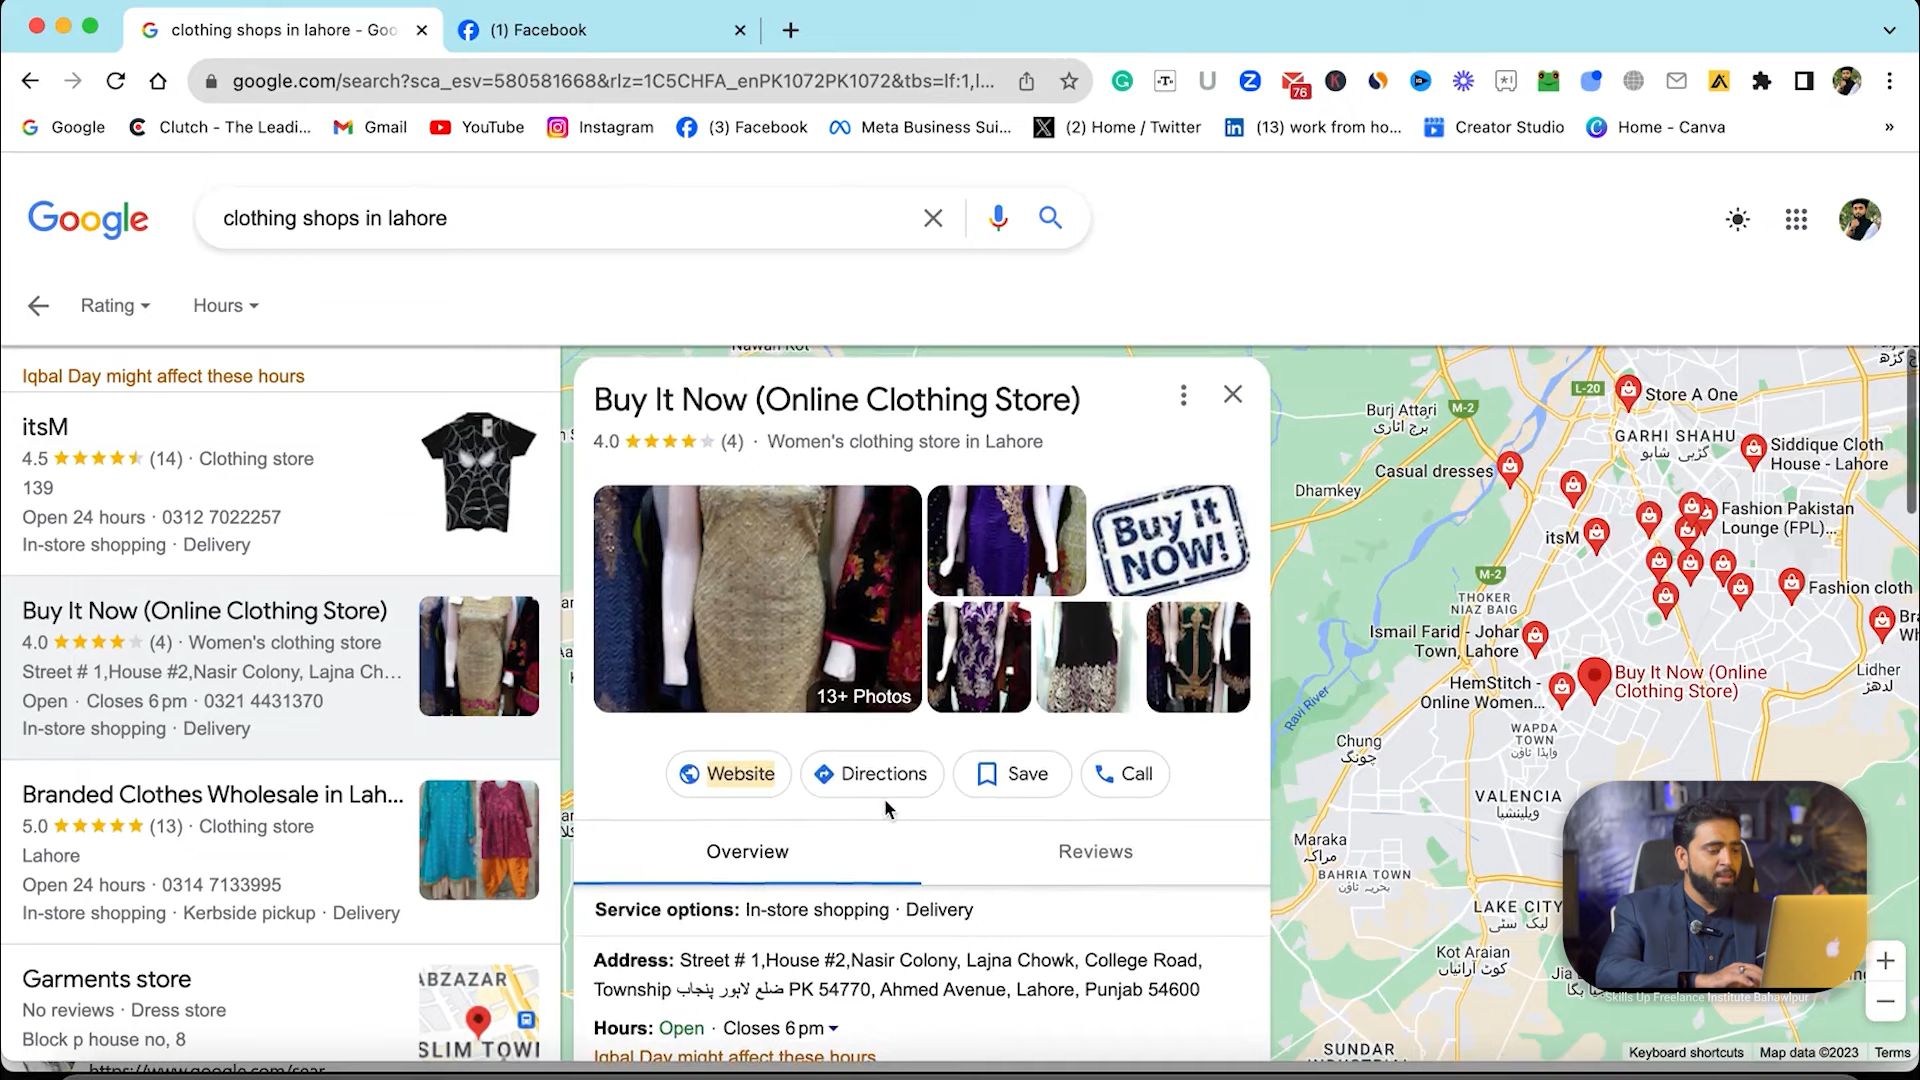 clothing shops in lahore - Goo
(1) Facebook
google.com/search?sca_esv=580581668&rlz=1C5CHFA_enPK1072PK1072&tbs=lf:1,l...
76
Google
Clutch - The Leadi...
Gmail
YouTube
Instagram
(3) Facebook
Meta Business Sui...
(2) Home / Twitter
(13) work from ho...
Creator Studio
Home - Canva
»
Google
clothing shops in lahore
Rating
Hours
Iqbal Day might affect these hours
itsM
4.5 (14) · Clothing store
139
Open 24 hours · 0312 7022257
In-store shopping · Delivery
Buy It Now (Online Clothing Store)
4.0 (4) · Women's clothing store
Street # 1,House #2,Nasir Colony, Lajna Ch...
Open · Closes 6 pm · 0321 4431370
In-store shopping · Delivery
Branded Clothes Wholesale in Lah...
5.0 (13) · Clothing store
Lahore
Open 24 hours · 0314 7133995
In-store shopping · Kerbside pickup · Delivery
Garments store
No reviews · Dress store
Block p house no, 8
ABZAZAR
SLIM TOWN
https://www.google.com/sear
Nawan Kot
Buy It Now (Online Clothing Store)
4.0 (4) · Women's clothing store in Lahore
13+ Photos
Buy It
NOW!
Website
Directions
Save
Call
Overview
Reviews
Service options: In-store shopping · Delivery
Address: Street # 1,House #2,Nasir Colony, Lajna Chowk, College Road,
Township ضلع لاہور پنجاب PK 54770, Ahmed Avenue, Lahore, Punjab 54600
Hours: Open · Closes 6 pm
Iqbal Day might affect these hours
L-20
Store A One
Burj Attari
برج اٹاری
M-2
GARHI SHAHU
گڑہی شاہو
Siddique Cloth
House - Lahore
Casual dresses
Dhamkey
Fashion Pakistan
Lounge (FPL)...
itsM
M-2
THOKER
NIAZ BAIG
Fashion cloth
Ismail Farid - Johar
Town, Lahore
Buy It Now (Online
Clothing Store)
HemStitch -
Online Women...
Lidher
لدھڑ
Ravi River
WAPDA
TOWN
واپڈا ٹاؤن
Chung
چونگ
VALENCIA
ویلینشیا
Maraka
مراکہ
BAHRIA TOWN
بحریہ ٹاؤن
LAKE CITY
لیک سٹی
Kot Araian
کوٹ آرائیاں
SUNDAR
Skills Up Freelance Institute Bahawlpur
Keyboard shortcuts
Map data ©2023
Terms